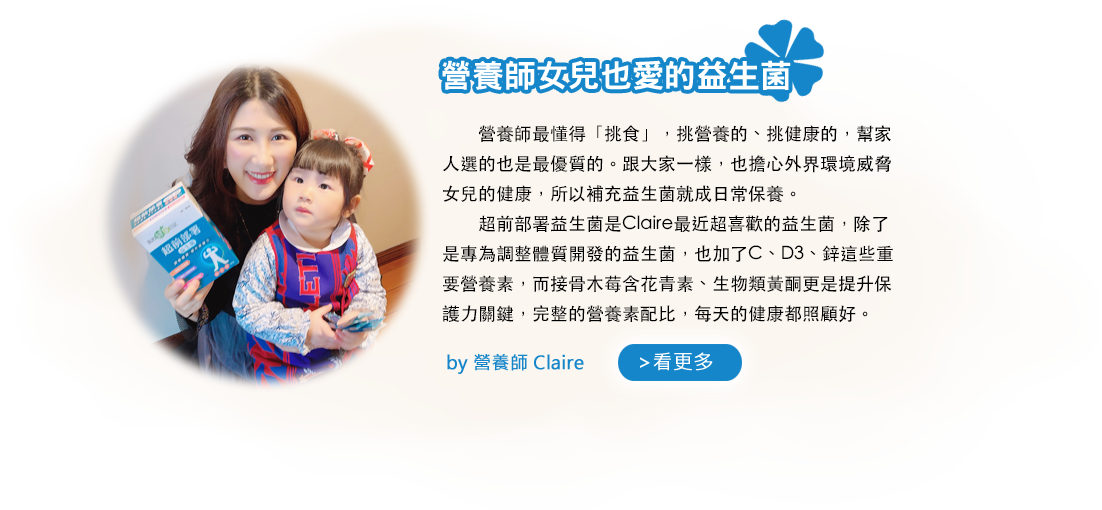 營養師女兒也愛的益生菌
營養師最懂得「挑食」，挑營養的、挑健康的，幫家
人選的也是最優質的。跟大家一樣，也擔心外界環境威脅
女兒的健康，所以補充益生菌就成日常保養。
超前部署益生菌是Claire最近超喜歡的益生菌，除了
是專為調整體質開發的益生菌，也加了C、D3、鋅這些重
要營養素，而接骨木莓含花青素、生物類黃酮更是提升保
護力關鍵，完整的營養素配比，每天的健康都照顧好。
by 營養師 Claire
>看更多
超前部署